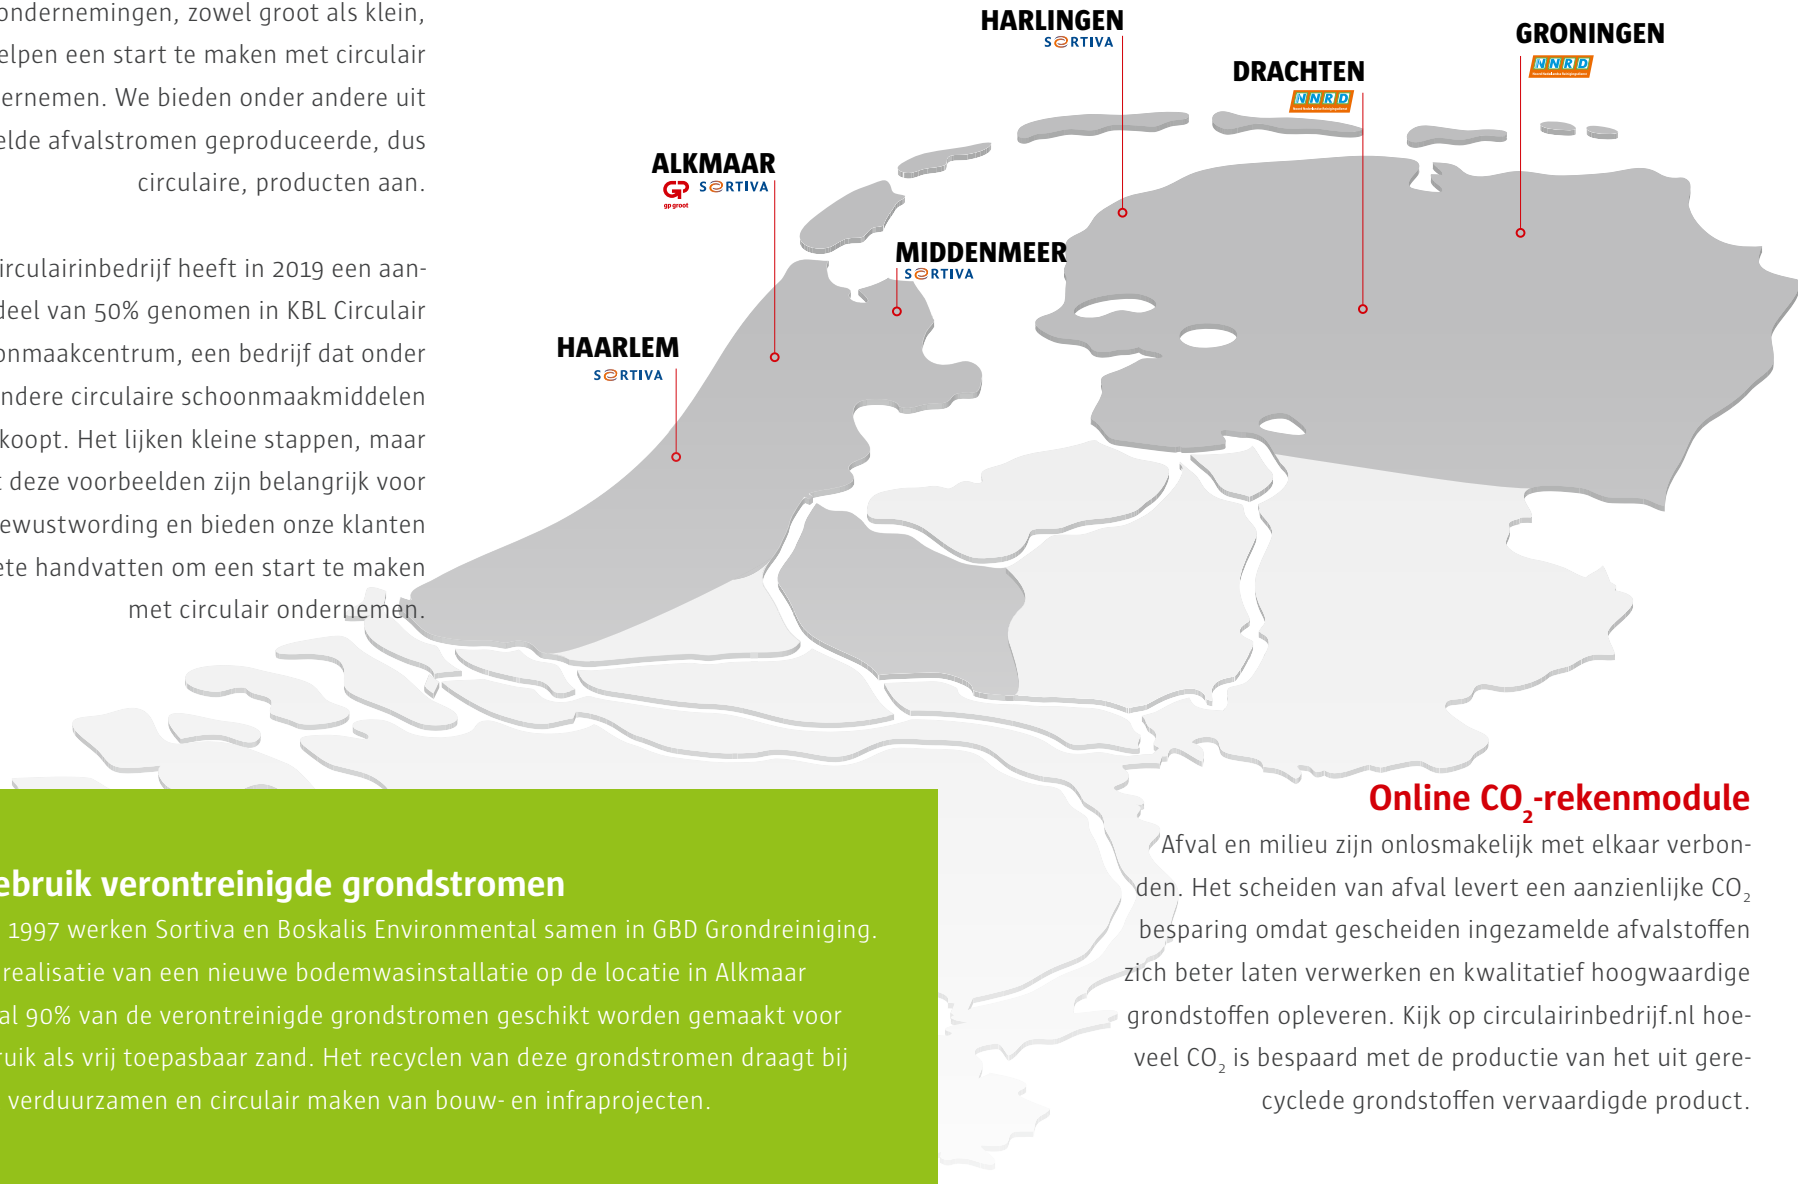 ondernemingen, zowel groot als klein,
elpen een start te maken met circulair
ernemen. We bieden onder andere uit
elde afvalstromen geproduceerde, dus
circulaire, producten aan.
irculairinbedrijf heeft in 2019 een aan-
deel van 50% genomen in KBL Circulair
onmaakcentrum, een bedrijf dat onder
ndere circulaire schoonmaakmiddelen
koopt. Het lijken kleine stappen, maar
t deze voorbeelden zijn belangrijk voor
ewustwording en bieden onze klanten
ete handvatten om een start te maken
met circulair ondernemen.
HARLINGEN
SORTIVA
GRONINGEN
NNRD
DRACHTEN
NNRD
ALKMAAR
GP SORTIVA
gp groot
MIDDENMEER
SORTIVA
HAARLEM
SORTIVA
ebruik verontreinigde grondstromen
1997 werken Sortiva en Boskalis Environmental samen in GBD Grondreiniging.
realisatie van een nieuwe bodemwasinstallatie op de locatie in Alkmaar
al 90% van de verontreinigde grondstromen geschikt worden gemaakt voor
ruik als vrij toepasbaar zand. Het recyclen van deze grondstromen draagt bij
verduurzamen en circulair maken van bouw- en infraprojecten.
Online CO₂-rekenmodule
Afval en milieu zijn onlosmakelijk met elkaar verbon-
den. Het scheiden van afval levert een aanzienlijke CO₂
besparing omdat gescheiden ingezamelde afvalstoffen
zich beter laten verwerken en kwalitatief hoogwaardige
grondstoffen opleveren. Kijk op circulairinbedrijf.nl hoe-
veel CO₂ is bespaard met de productie van het uit gere-
cyclede grondstoffen vervaardigde product.